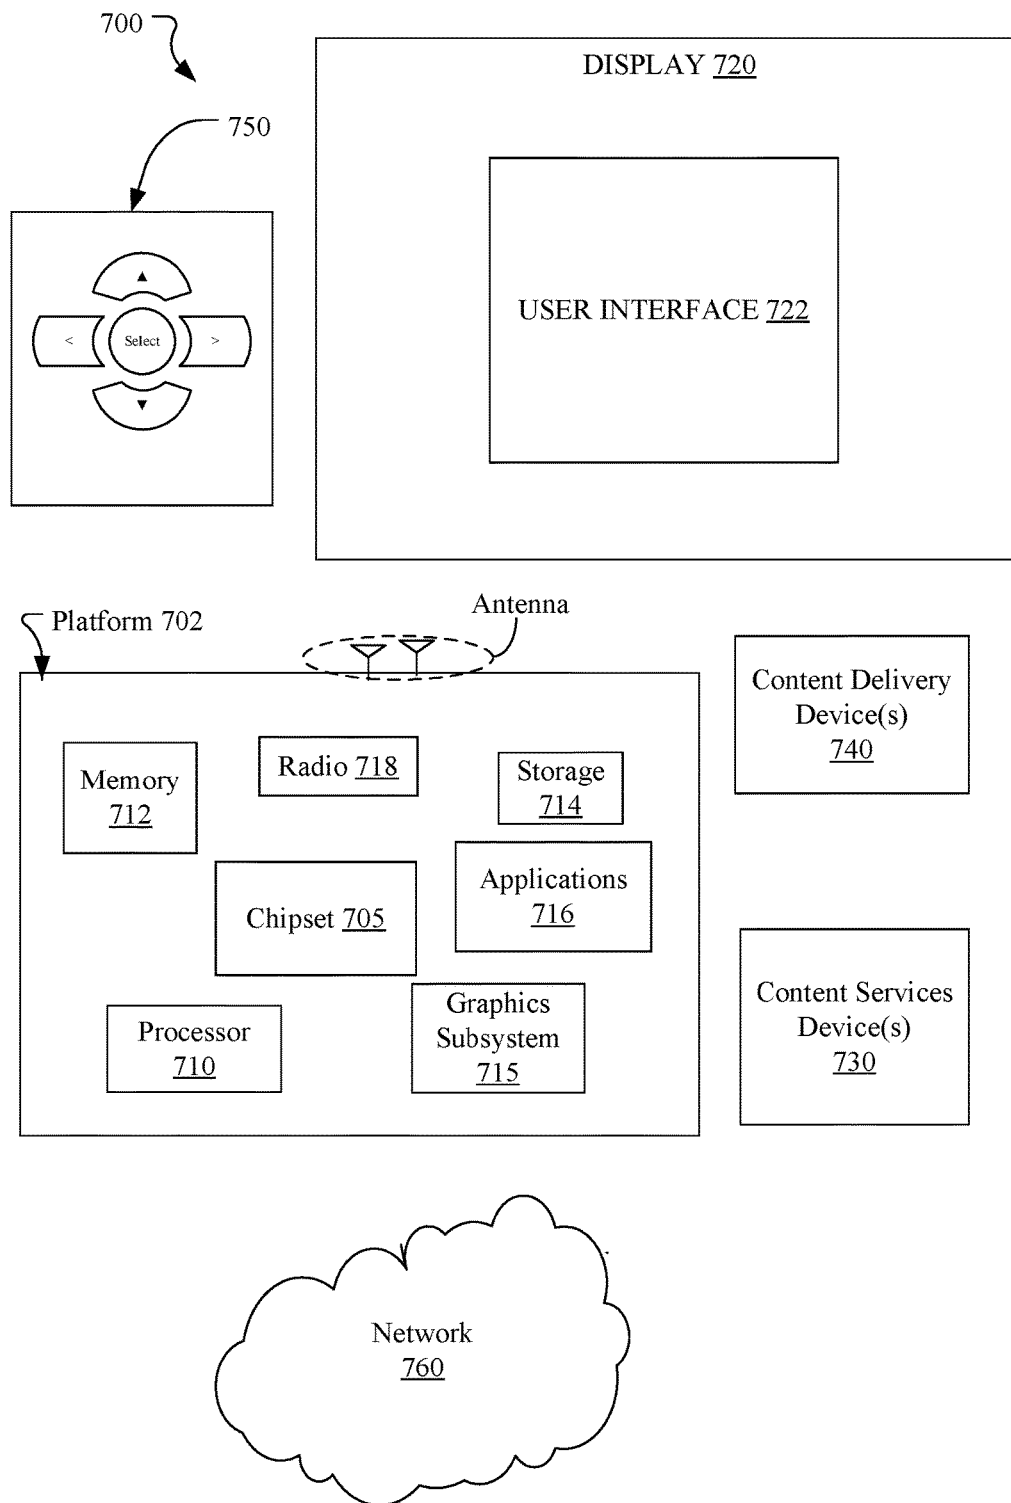 700
DISPLAY 720
750
USER INTERFACE 722
▲
<
Select
>
▼
Platform 702
Antenna
Content Delivery
Device(s)
740
Memory
712
Radio 718
Storage
714
Applications
716
Chipset 705
Content Services
Device(s)
730
Processor
710
Graphics
Subsystem
715
Network
760